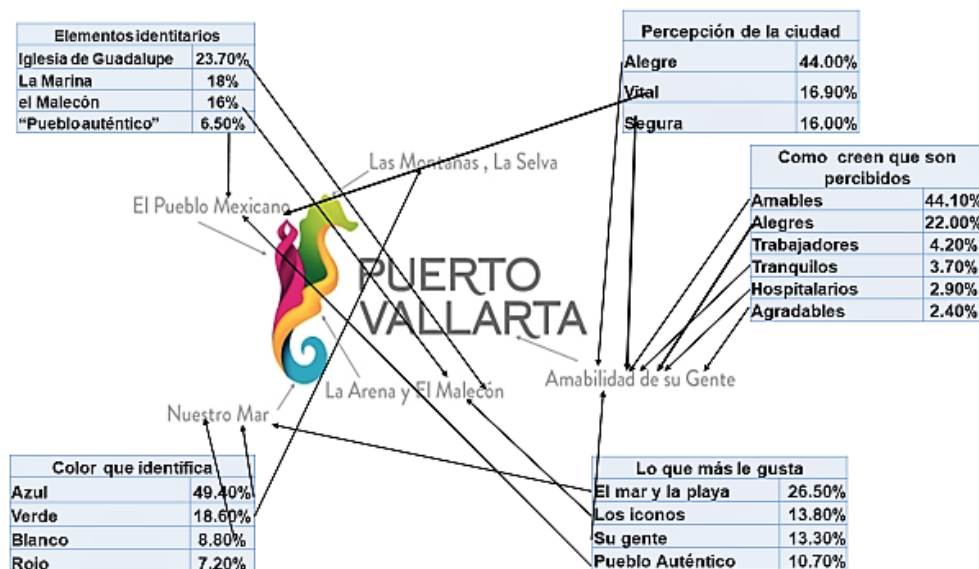 Elementos identitarios
Iglesia de Guadalupe 23.70%
La Marina 18%
el Malecón 16%
“Pueblo auténtico” 6.50%
Percepción de la ciudad
Alegre 44.00%
Vital 16.90%
Segura 16.00%
Como creen que son
percibidos
Amables 44.10%
Alegres 22.00%
Trabajadores 4.20%
Tranquilos 3.70%
Hospitalarios 2.90%
Agradables 2.40%
Las Montañas , La Selva
El Pueblo Mexicano
PUERTO
VALLARTA
La Arena y El Malecón
Amabilidad de su Gente
Nuestro Mar
Color que identifica
Azul 49.40%
Verde 18.60%
Blanco 8.80%
Rojo 7.20%
Lo que más le gusta
El mar y la playa 26.50%
Los iconos 13.80%
Su gente 13.30%
Pueblo Auténtico 10.70%